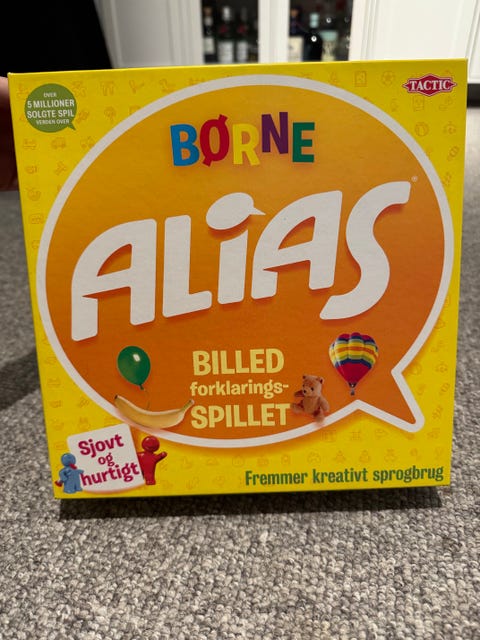 OVER
5 MILLIONER
SOLGTE SPIL
VERDEN OVER
TACTIC
BØRNE
ALIAS®
BILLED
forklarings-
SPILLET
Sjovt
og
hurtigt
Fremmer kreativt sprogbrug